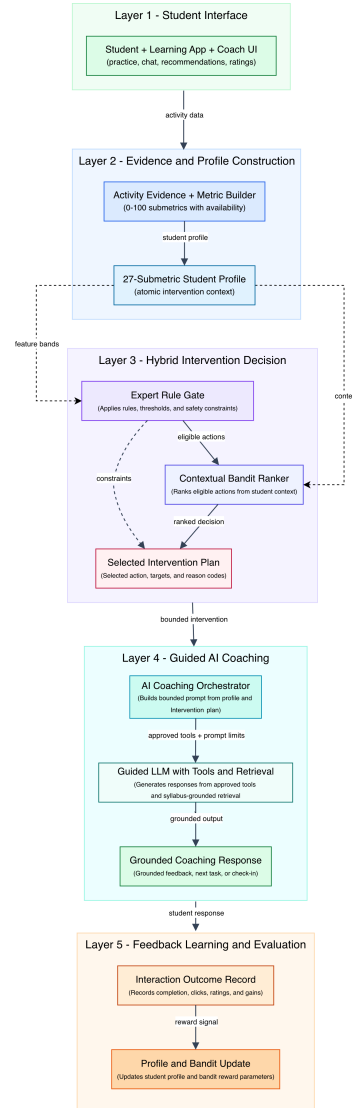 Layer 1 - Student Interface
Student + Learning App + Coach UI
(practice, chat, recommendations, ratings)
activity data
Layer 2 - Evidence and Profile Construction
Activity Evidence + Metric Builder
(0-100 submetrics with availability)
student profile
27-Submetric Student Profile
(atomic intervention context)
feature bands
conte
Layer 3 - Hybrid Intervention Decision
Expert Rule Gate
(Applies rules, thresholds, and safety constraints)
eligible actions
constraints
Contextual Bandit Ranker
(Ranks eligible actions from student context)
ranked decision
Selected Intervention Plan
(Selected action, targets, and reason codes)
bounded intervention
Layer 4 - Guided AI Coaching
AI Coaching Orchestrator
(Builds bounded prompt from profile and
Intervention plan)
approved tools + prompt limits
Guided LLM with Tools and Retrieval
(Generates responses from approved tools
and syllabus-grounded retrieval
grounded output
Grounded Coaching Response
(Grounded feedback, next task, or check-in)
student response
Layer 5 - Feedback Learning and Evaluation
Interaction Outcome Record
(Records completion, clicks, ratings, and gains)
reward signal
Profile and Bandit Update
(Updates student profile and bandit reward parameters)